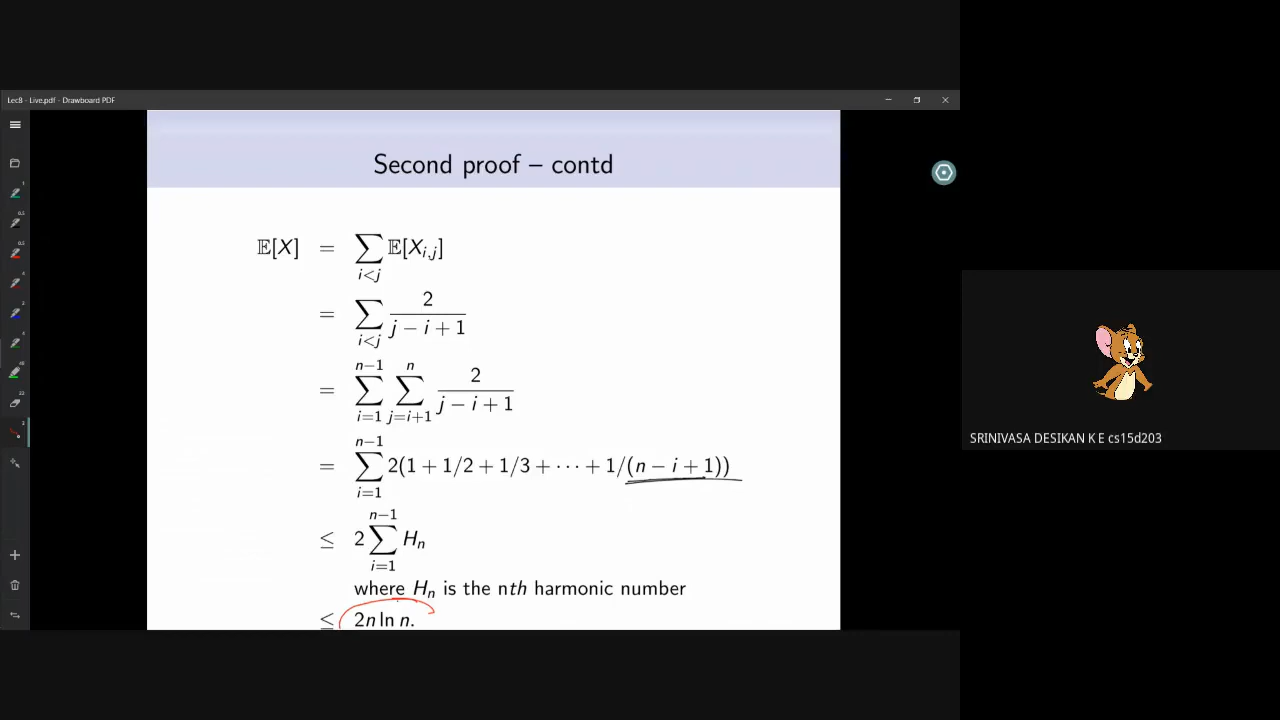 Lec8 - Live.pdf - Drawboard PDF
Second proof – contd
𝔼[X] = ∑_{i<j} 𝔼[X_{i,j}]
= ∑_{i<j} 2/(j − i + 1)
= ∑_{i=1}^{n−1} ∑_{j=i+1}^{n} 2/(j − i + 1)
= ∑_{i=1}^{n−1} 2(1 + 1/2 + 1/3 + ··· + 1/(n − i + 1))
≤ 2 ∑_{i=1}^{n−1} H_n
where H_n is the nth harmonic number
≤ 2n ln n.
SRINIVASA DESIKAN K E cs15d203